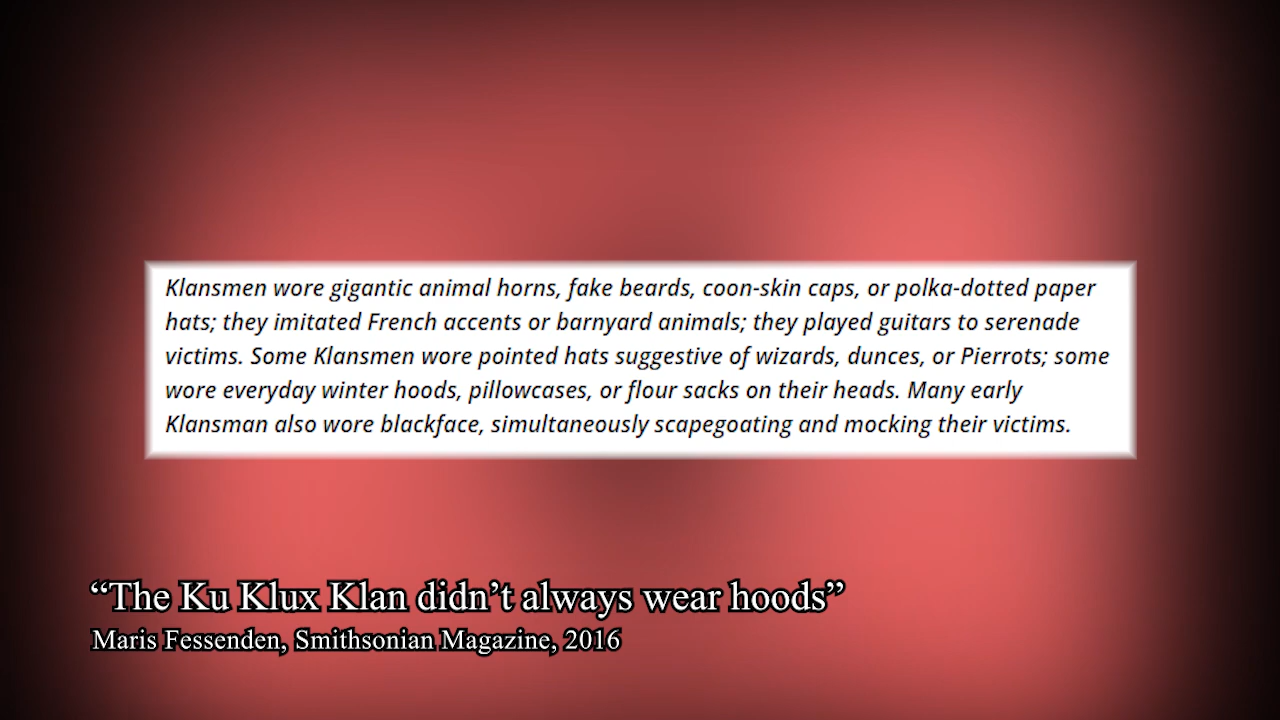 Klansmen wore gigantic animal horns, fake beards, coon-skin caps, or polka-dotted paper
hats; they imitated French accents or barnyard animals; they played guitars to serenade
victims. Some Klansmen wore pointed hats suggestive of wizards, dunces, or Pierrots; some
wore everyday winter hoods, pillowcases, or flour sacks on their heads. Many early
Klansman also wore blackface, simultaneously scapegoating and mocking their victims.
“The Ku Klux Klan didn’t always wear hoods”
Maris Fessenden, Smithsonian Magazine, 2016